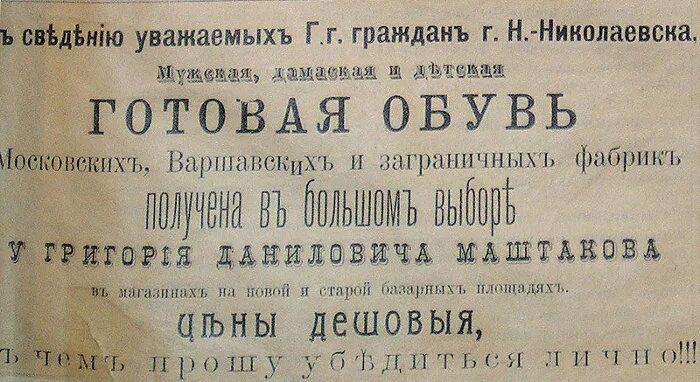 ъ свѣдѣнію уважаемыхъ Г.г. гражданъ г. Н.-Николаевска,
Мужская, дамаская и дѣтская
ГОТОВАЯ ОБУВЬ
Московскихъ, Варшавскихъ и заграничныхъ фабрикъ
получена въ большомъ выборѣ
У ГРИГОРІЯ ДАНИЛОВИЧА МАШТАКОВА
въ магазинахъ на новой и старой базарныхъ площадяхъ.
ЦѢНЫ ДЕШОВЫЯ,
ъ чемъ прошу убѣдиться лично!!!